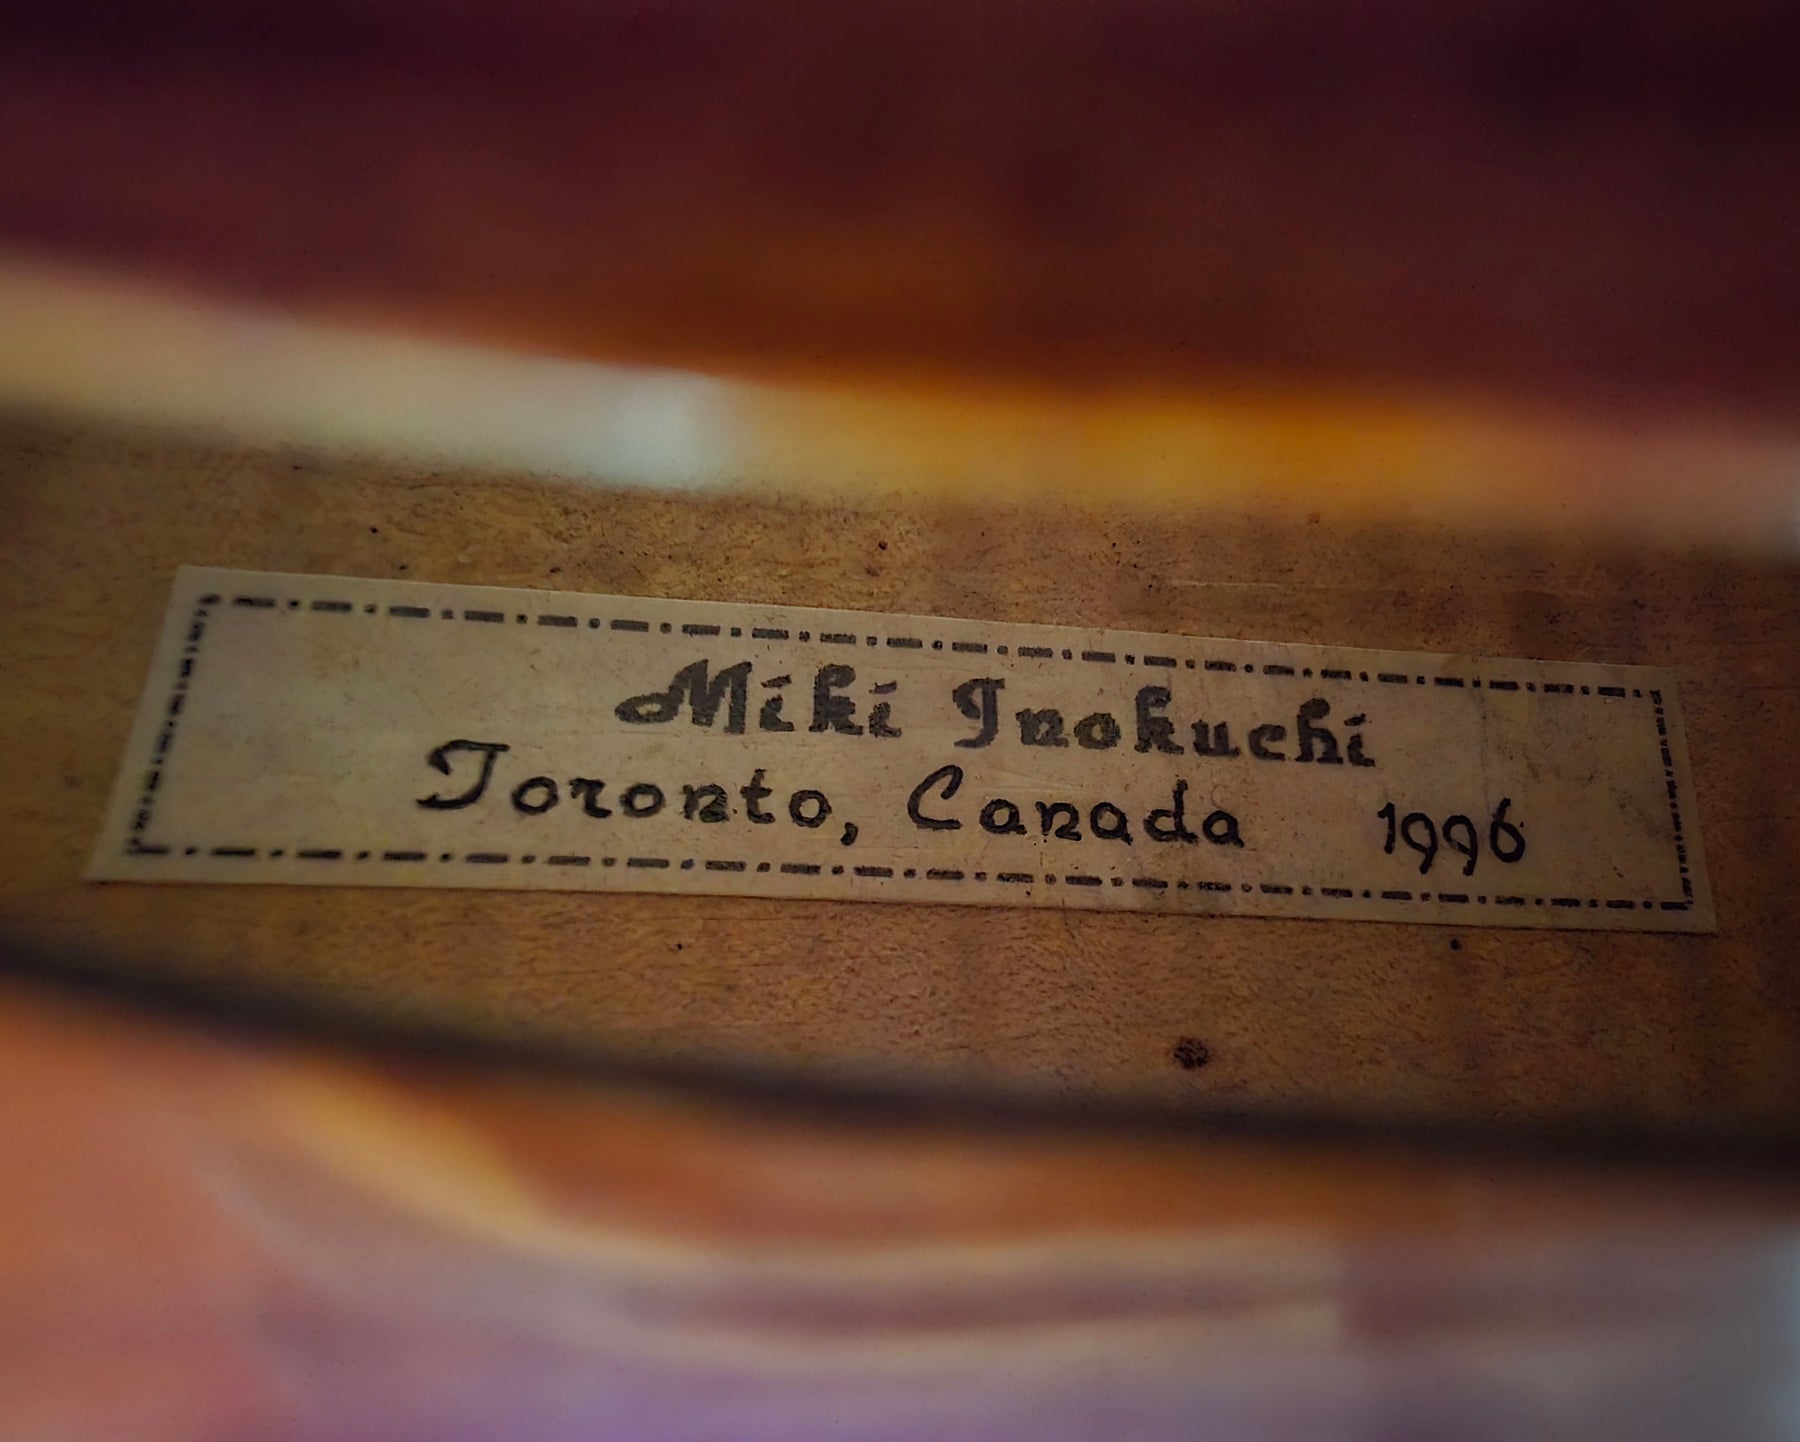 Miki Inokuchi
Toronto, Canada 1996